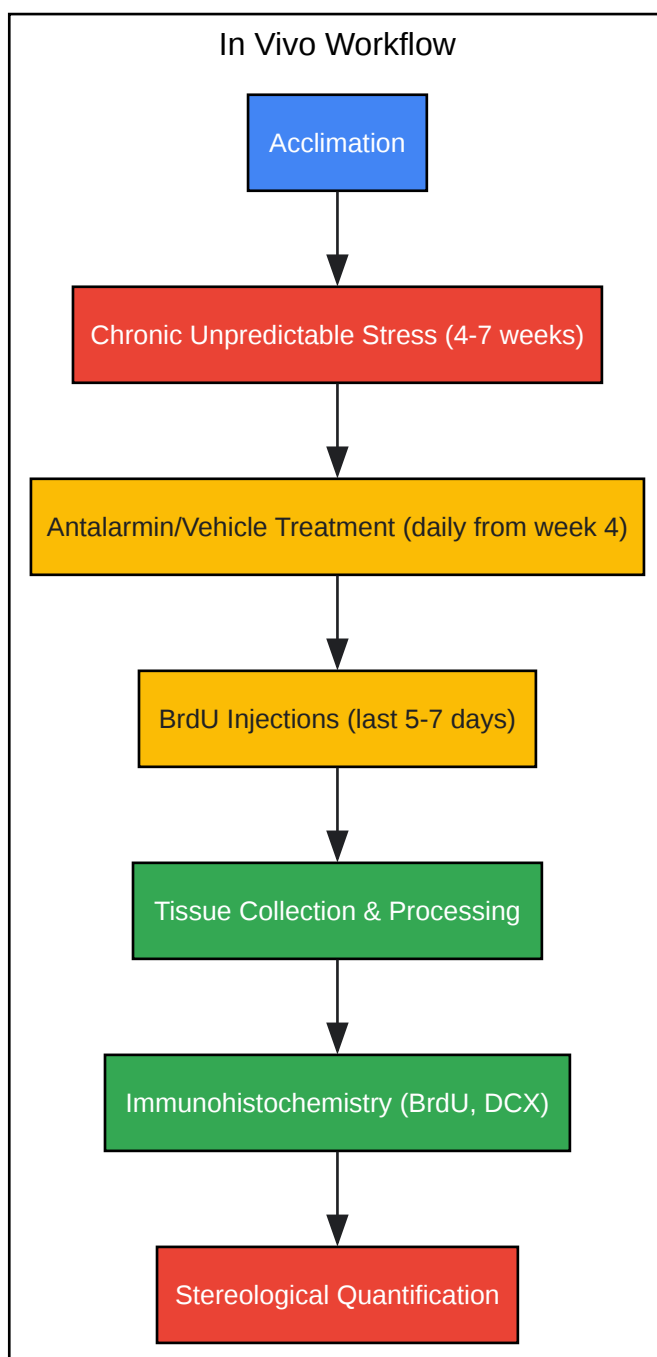 In Vivo Workflow
Acclimation
Chronic Unpredictable Stress (4-7 weeks)
Antalarmin/Vehicle Treatment (daily from week 4)
BrdU Injections (last 5-7 days)
Tissue Collection & Processing
Immunohistochemistry (BrdU, DCX)
Stereological Quantification